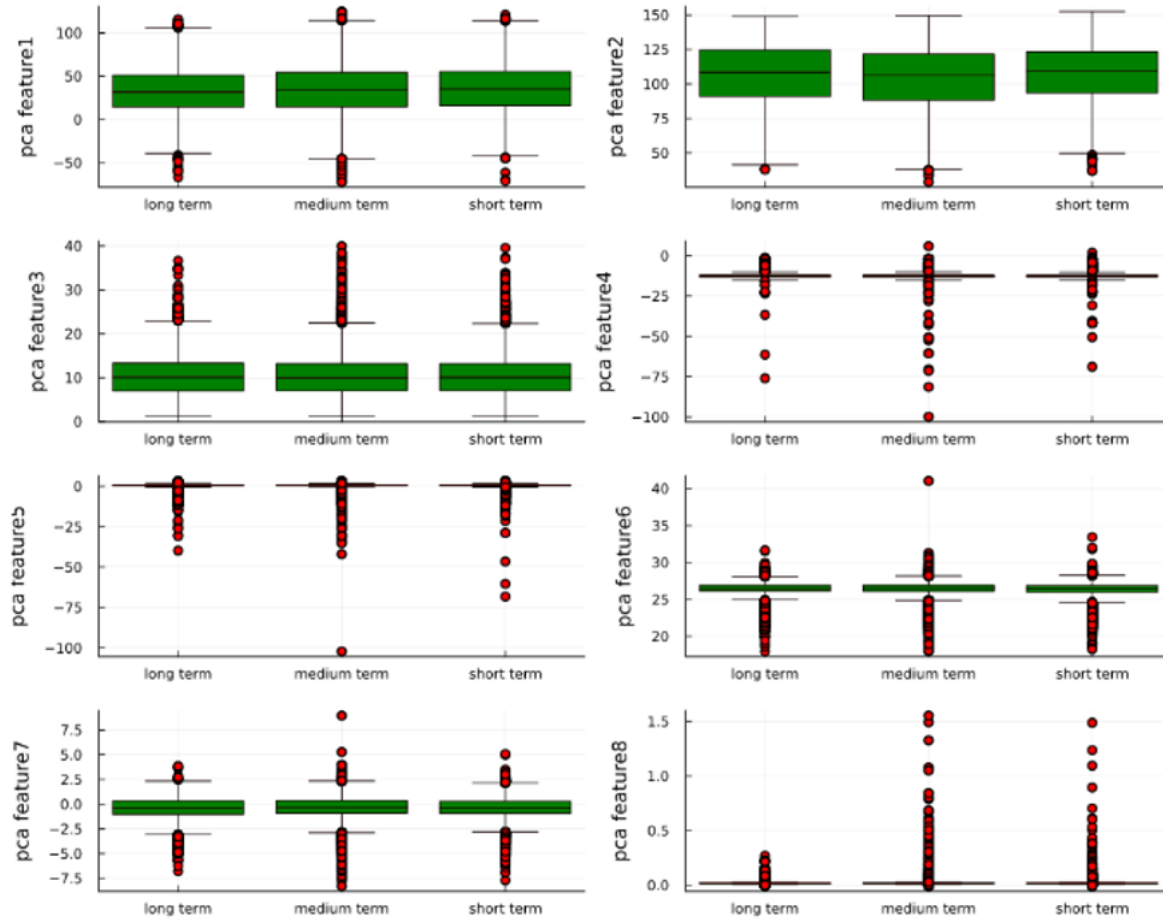 pca feature1
100
50
0
−50
long term medium term short term
pca feature2
150
125
100
75
50
long term medium term short term
pca feature3
40
30
20
10
0
long term medium term short term
pca feature4
0
−25
−50
−75
−100
long term medium term short term
pca feature5
0
−25
−50
−75
−100
long term medium term short term
pca feature6
40
35
30
25
20
long term medium term short term
pca feature7
7.5
5.0
2.5
0.0
−2.5
−5.0
−7.5
long term medium term short term
pca feature8
1.5
1.0
0.5
0.0
long term medium term short term